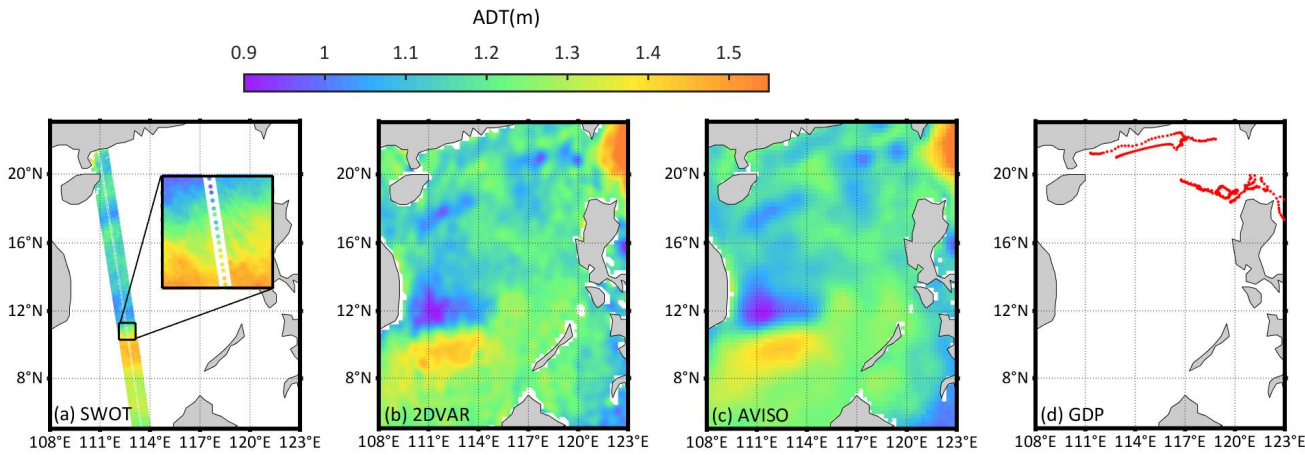 ADT(m)
0.9 1 1.1 1.2 1.3 1.4 1.5
20°N 20°N 20°N 20°N
16°N 16°N 16°N 16°N
12°N 12°N 12°N 12°N
8°N 8°N 8°N 8°N
(a) SWOT (b) 2DVAR (c) AVISO (d) GDP
108°E 111°E 114°E 117°E 120°E 123°E 108°E 111°E 114°E 117°E 120°E 123°E 108°E 111°E 114°E 117°E 120°E 123°E 108°E 111°E 114°E 117°E 120°E 123°E